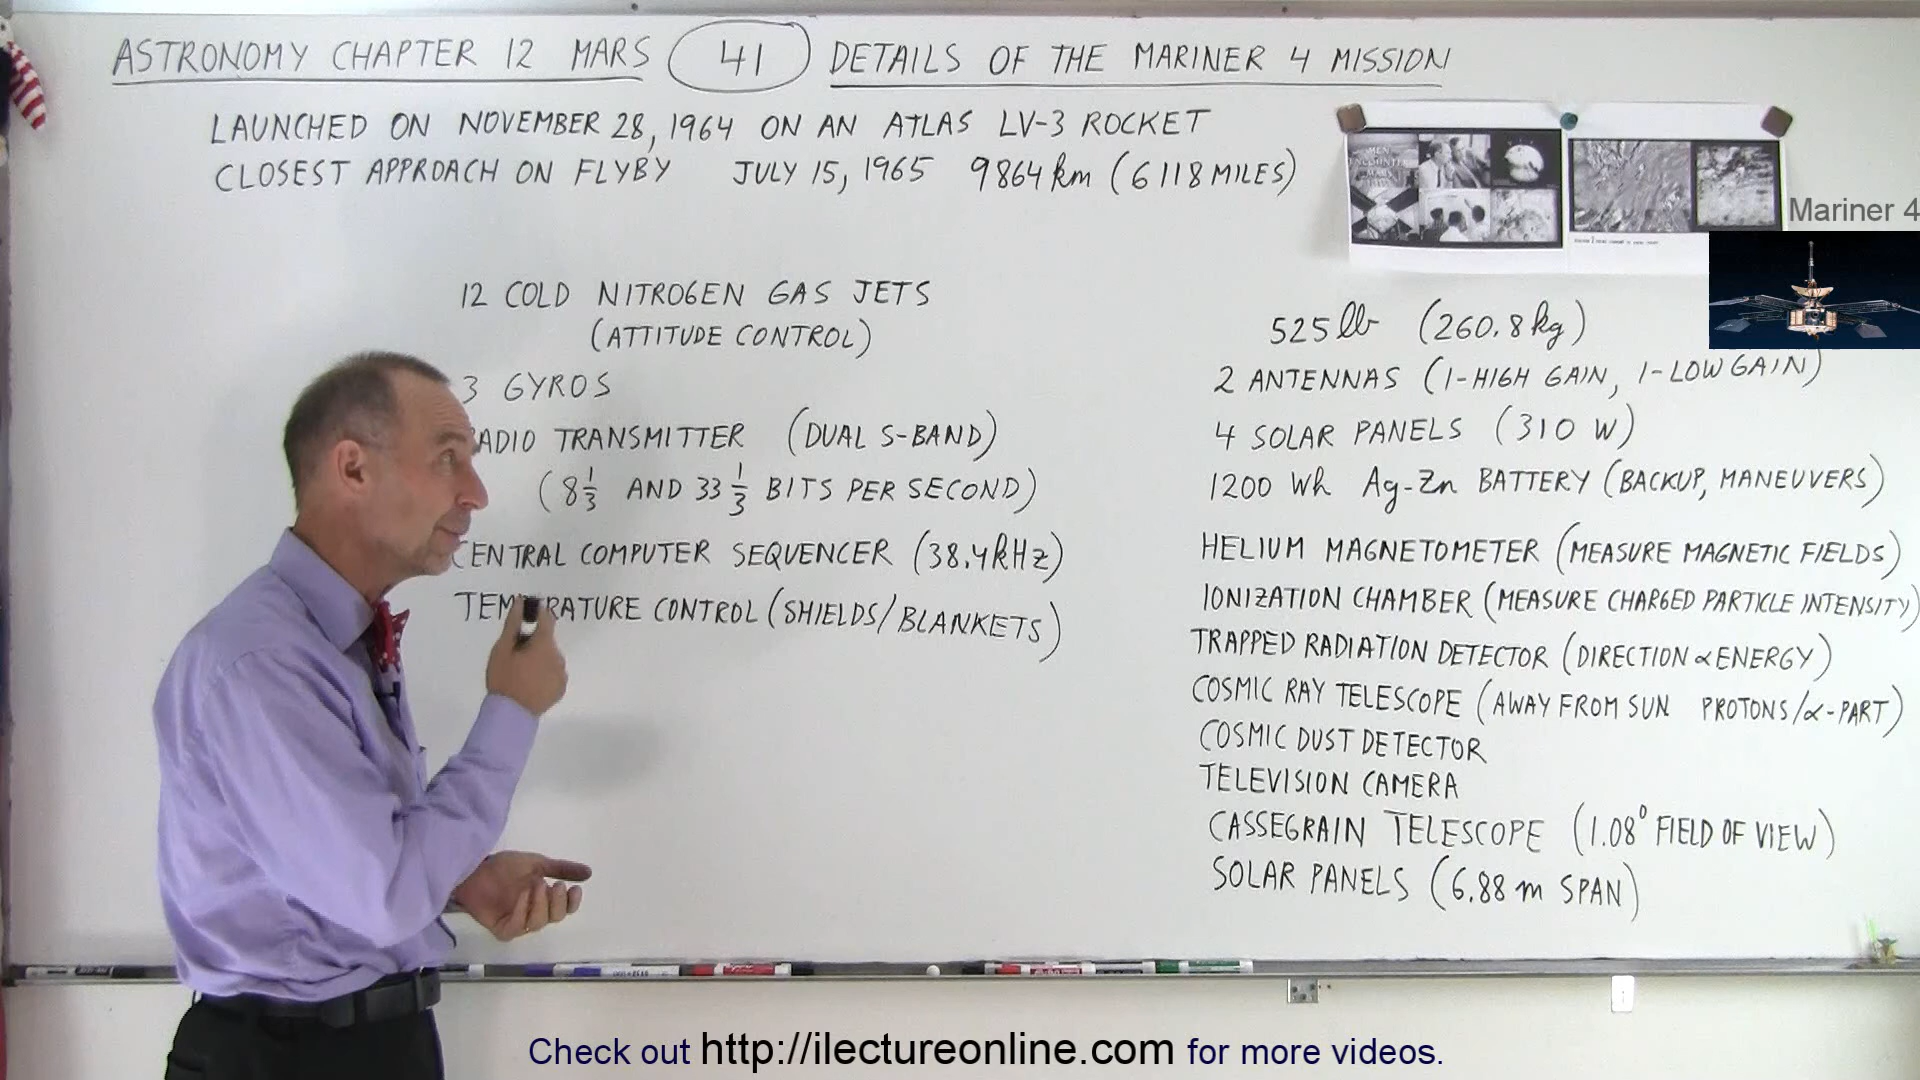 ASTRONOMY CHAPTER 12 MARS 41 DETAILS OF THE MARINER 4 MISSION
LAUNCHED ON NOVEMBER 28, 1964 ON AN ATLAS LV-3 ROCKET
CLOSEST APPROACH ON FLYBY JULY 15, 1965 9864 km (6118 MILES)
Mariner 4
12 COLD NITROGEN GAS JETS
(ATTITUDE CONTROL)
3 GYROS
RADIO TRANSMITTER (DUAL S-BAND)
(8 1/3 AND 33 1/3 BITS PER SECOND)
CENTRAL COMPUTER SEQUENCER (38.4 kHz)
TEMPERATURE CONTROL (SHIELDS/BLANKETS)
525 lb (260.8 kg)
2 ANTENNAS (1-HIGH GAIN, 1-LOW GAIN)
4 SOLAR PANELS (310 W)
1200 Wh Ag-Zn BATTERY (BACKUP, MANEUVERS)
HELIUM MAGNETOMETER (MEASURE MAGNETIC FIELDS)
IONIZATION CHAMBER (MEASURE CHARGED PARTICLE INTENSITY)
TRAPPED RADIATION DETECTOR (DIRECTION ∝ ENERGY)
COSMIC RAY TELESCOPE (AWAY FROM SUN PROTONS/α-PART)
COSMIC DUST DETECTOR
TELEVISION CAMERA
CASSEGRAIN TELESCOPE (1.08° FIELD OF VIEW)
SOLAR PANELS (6.88 m SPAN)
Check out http://ilectureonline.com for more videos.